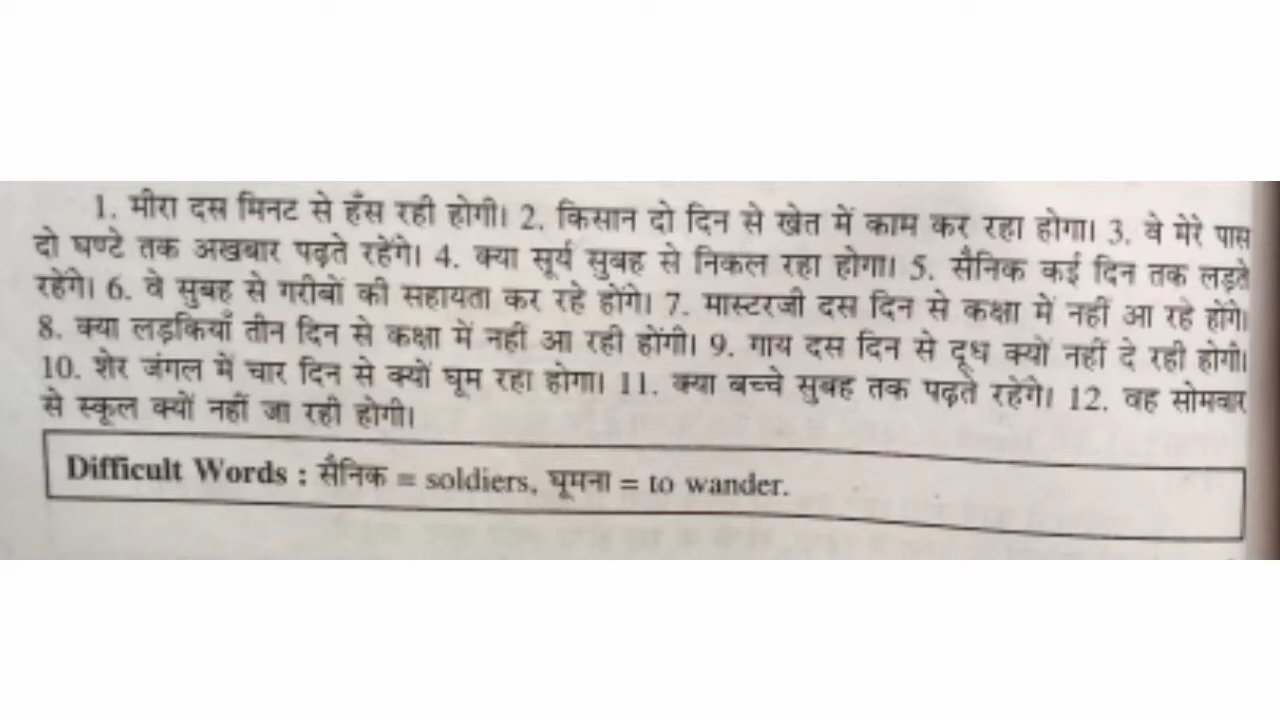 1. मीरा दस मिनट से हँस रही होगी। 2. किसान दो दिन से खेत में काम कर रहा होगा। 3. वे मेरे पास
दो घण्टे तक अखबार पढ़ते रहेंगे। 4. क्या सूर्य सुबह से निकल रहा होगा। 5. सैनिक कई दिन तक लड़ते
रहेंगे। 6. वे सुबह से गरीबों की सहायता कर रहे होंगे। 7. मास्टरजी दस दिन से कक्षा में नहीं आ रहे होंगे।
8. क्या लड़कियाँ तीन दिन से कक्षा में नहीं आ रही होंगी। 9. गाय दस दिन से दूध क्यों नहीं दे रही होगी।
10. शेर जंगल में चार दिन से क्यों घूम रहा होगा। 11. क्या बच्चे सुबह तक पढ़ते रहेंगे। 12. वह सोमवार
से स्कूल क्यों नहीं जा रही होगी।
Difficult Words : सैनिक = soldiers, घूमना = to wander.